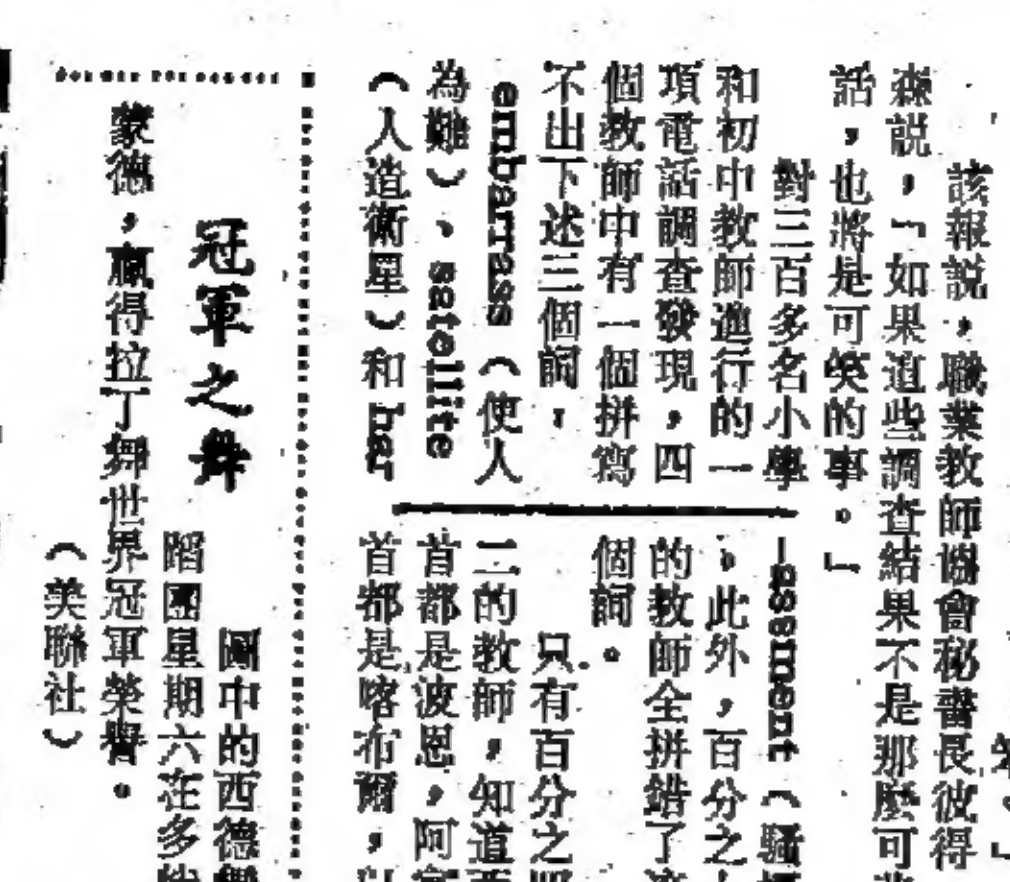 該報説，職業教師協會秘書長彼得
森説，「如果這些調查結果不是那麼可
話，也將是可笑的事。」
對三百多名小學
和初中教師進行的一
項電話調查發現，四
個教師中有一個拼寫
不出下述三個詞，
embarrass（使人
為難）、satellite
（人造衞星）和 har
-assment（騷
。此外，百分之
的教師全拼錯了
個詞。
只有百分之
二的教師，知道
首都是波恩，阿
首都是喀布爾，
冠軍之舞
圖中的西德
蹈團星期六在多
蒙德，贏得拉丁舞世界冠軍榮譽。
（美聯社）